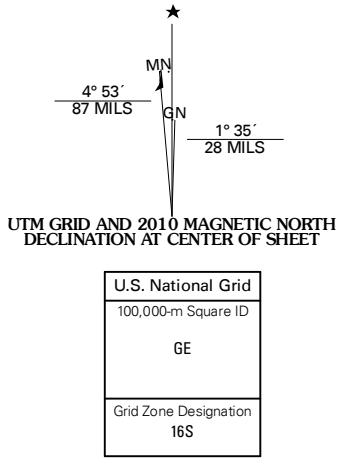 ★
MN
4° 53´
87 MILS
GN
1° 35´
28 MILS
UTM GRID AND 2010 MAGNETIC NORTH
DECLINATION AT CENTER OF SHEET
U.S. National Grid
100,000-m Square ID
GE
Grid Zone Designation
16S